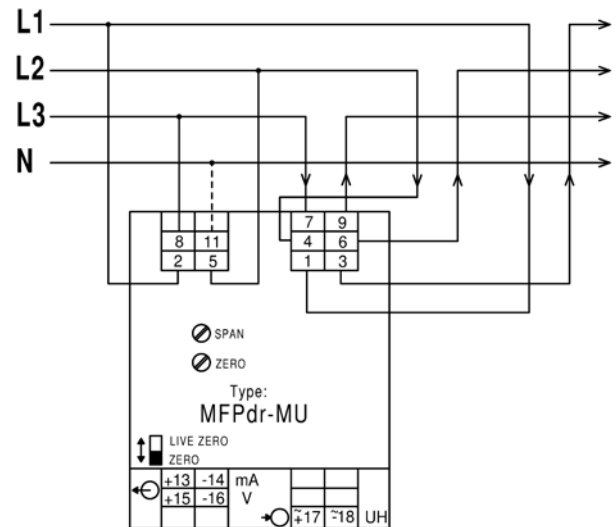 L1
L2
L3
N
7 9
8 11 4 6
2 5 1 3
SPAN
ZERO
Type:
MFPdr-MU
LIVE ZERO
ZERO
+13 -14 mA
+15 -16 V
~+17 ~-18 UH